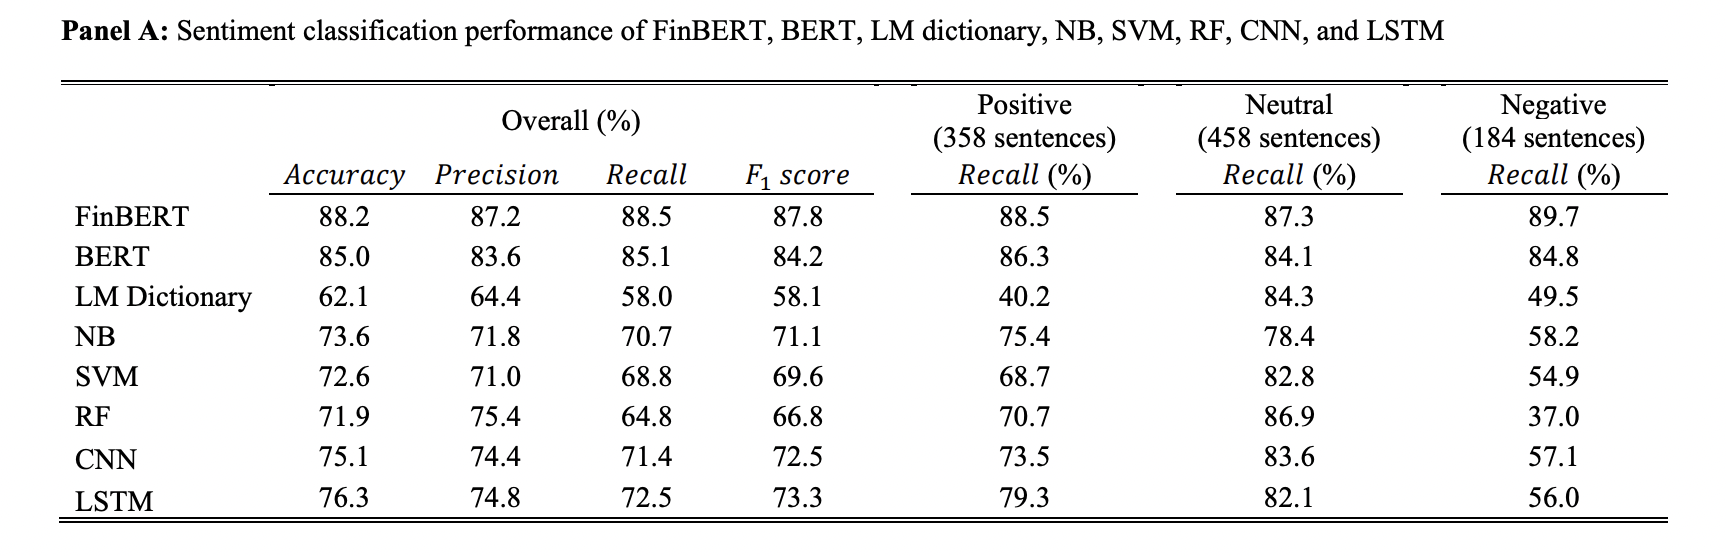 Panel A: Sentiment classification performance of FinBERT, BERT, LM dictionary, NB, SVM, RF, CNN, and LSTM
Overall (%) Positive (358 sentences) Neutral (458 sentences) Negative (184 sentences)
Accuracy Precision Recall F₁ score Recall (%) Recall (%) Recall (%)
FinBERT 88.2 87.2 88.5 87.8 88.5 87.3 89.7
BERT 85.0 83.6 85.1 84.2 86.3 84.1 84.8
LM Dictionary 62.1 64.4 58.0 58.1 40.2 84.3 49.5
NB 73.6 71.8 70.7 71.1 75.4 78.4 58.2
SVM 72.6 71.0 68.8 69.6 68.7 82.8 54.9
RF 71.9 75.4 64.8 66.8 70.7 86.9 37.0
CNN 75.1 74.4 71.4 72.5 73.5 83.6 57.1
LSTM 76.3 74.8 72.5 73.3 79.3 82.1 56.0